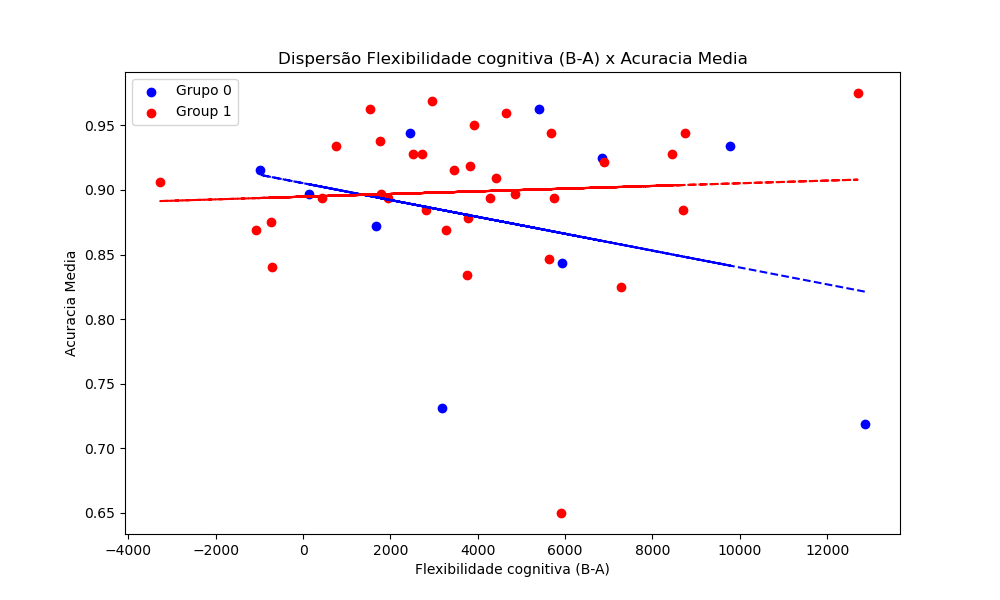 Dispersão Flexibilidade cognitiva (B-A) x Acuracia Media
Grupo 0
Group 1
Acuracia Media
0.95
0.90
0.85
0.80
0.75
0.70
0.65
−4000 −2000 0 2000 4000 6000 8000 10000 12000
Flexibilidade cognitiva (B-A)